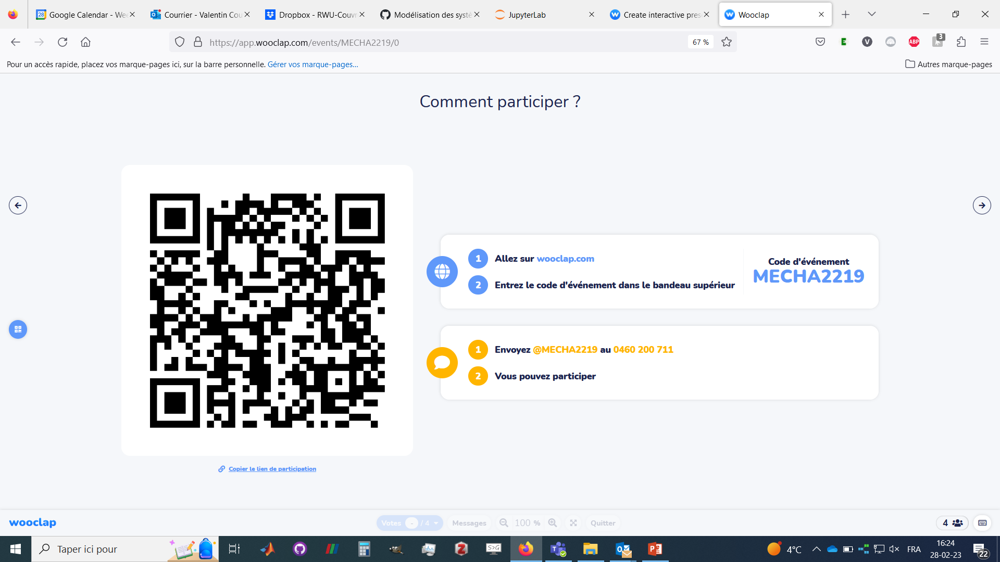 Google Calendar - We
Courrier - Valentin Cou
Dropbox - RWU-Couvr
Modélisation des systè
JupyterLab
Create interactive pres
Wooclap
https://app.wooclap.com/events/MECHA2219/0
67 %
ABP
3
Pour un accès rapide, placez vos marque-pages ici, sur la barre personnelle. Gérer vos marque-pages...
Autres marque-pages
Comment participer ?
1 Allez sur wooclap.com
2 Entrez le code d'événement dans le bandeau supérieur
Code d'événement
MECHA2219
1 Envoyez @MECHA2219 au 0460 200 711
2 Vous pouvez participer
Copier le lien de participation
wooclap
Votes - / 4
Messages
100 %
Quitter
4
Taper ici pour
4°C
FRA
16:24
28-02-23
22